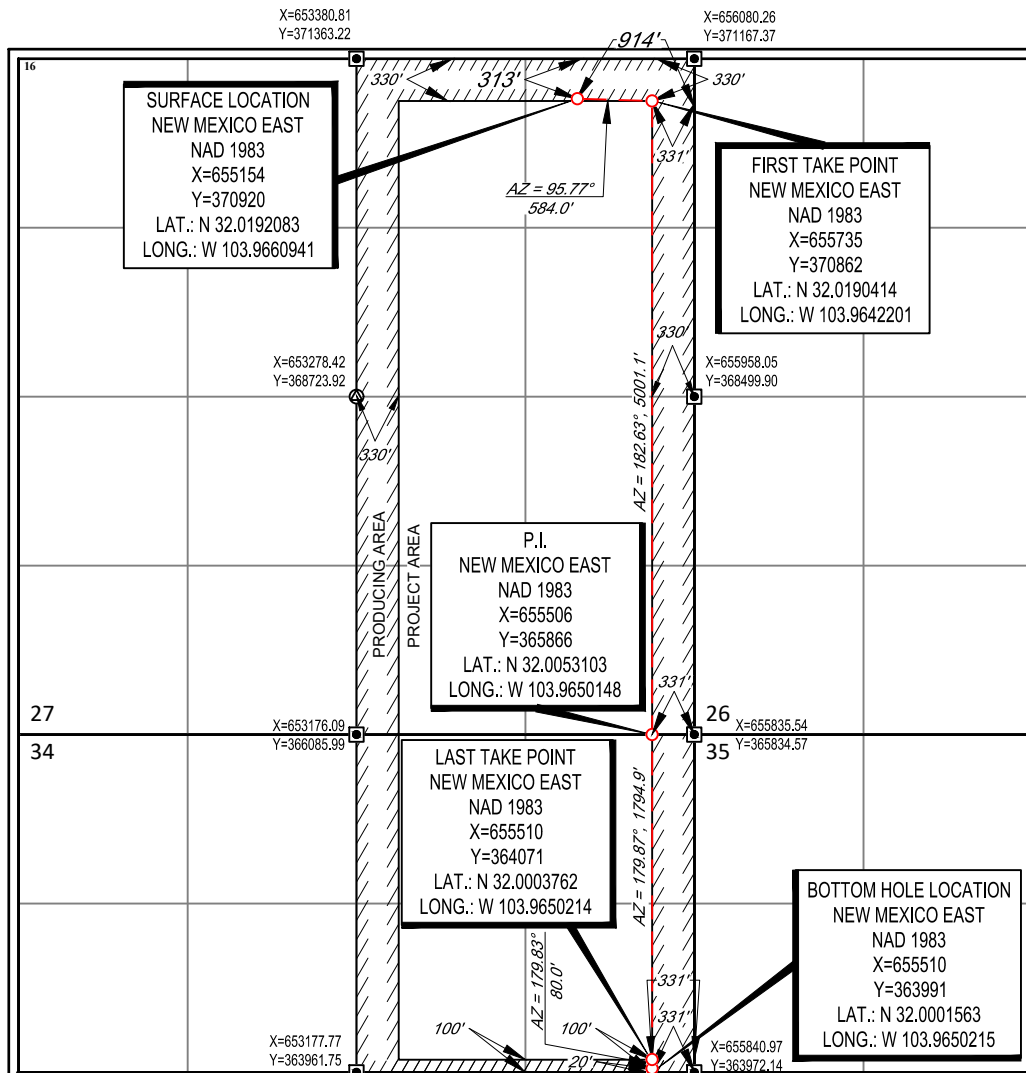 X=653380.81
Y=371363.22
X=656080.26
Y=371167.37
16
914'
330'
313'
330'
SURFACE LOCATION
NEW MEXICO EAST
NAD 1983
X=655154
Y=370920
LAT.: N 32.0192083
LONG.: W 103.9660941
331'
FIRST TAKE POINT
NEW MEXICO EAST
NAD 1983
X=655735
Y=370862
LAT.: N 32.0190414
LONG.: W 103.9642201
AZ = 95.77°
584.0'
330'
X=653278.42
Y=368723.92
X=655958.05
Y=368499.90
330'
AZ = 182.63°, 5001.1'
PRODUCING AREA
PROJECT AREA
P.I.
NEW MEXICO EAST
NAD 1983
X=655506
Y=365866
LAT.: N 32.0053103
LONG.: W 103.9650148
331'
27
26
34
35
X=653176.09
Y=366085.99
X=655835.54
Y=365834.57
LAST TAKE POINT
NEW MEXICO EAST
NAD 1983
X=655510
Y=364071
LAT.: N 32.0003762
LONG.: W 103.9650214
AZ = 179.87°, 1794.9'
BOTTOM HOLE LOCATION
NEW MEXICO EAST
NAD 1983
X=655510
Y=363991
LAT.: N 32.0001563
LONG.: W 103.9650215
AZ = 179.83°
80.0'
331'
331'
100'
100'
20'
X=653177.77
Y=363961.75
X=655840.97
Y=363972.14